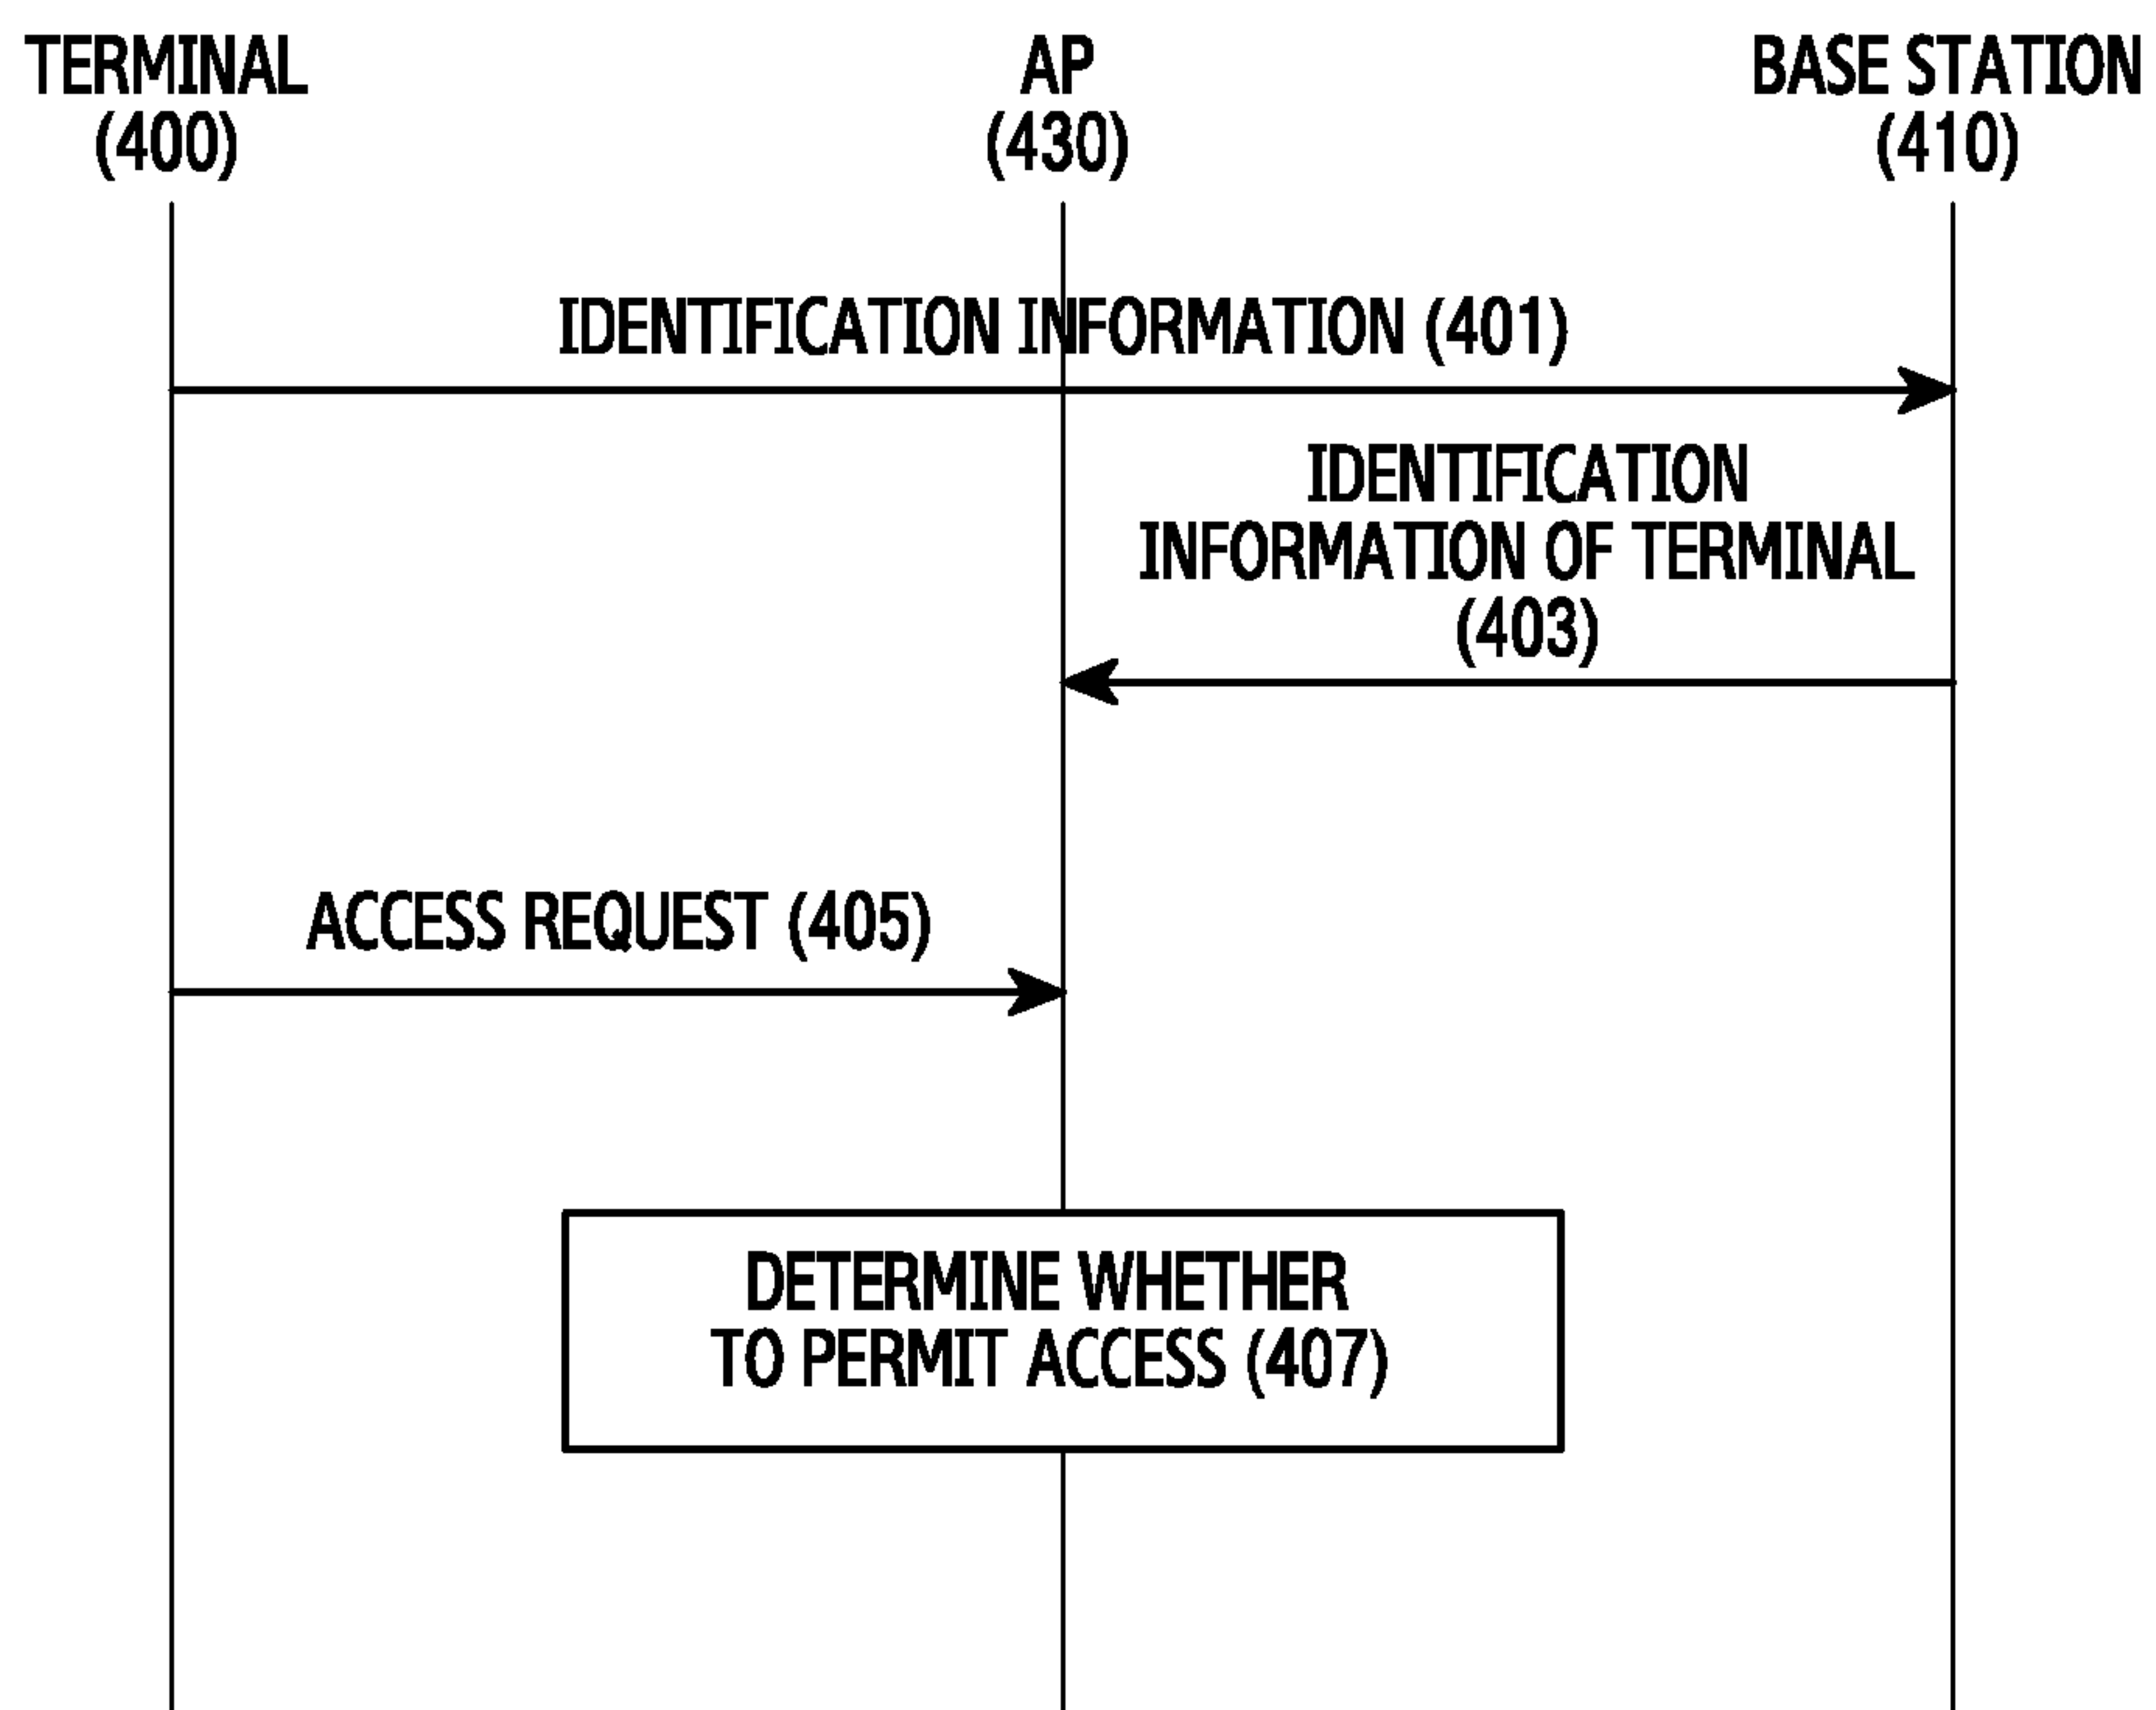 TERMINAL
(400)
AP
(430)
BASE STATION
(410)
IDENTIFICATION INFORMATION (401)
IDENTIFICATION
INFORMATION OF TERMINAL
(403)
ACCESS REQUEST (405)
DETERMINE WHETHER
TO PERMIT ACCESS (407)